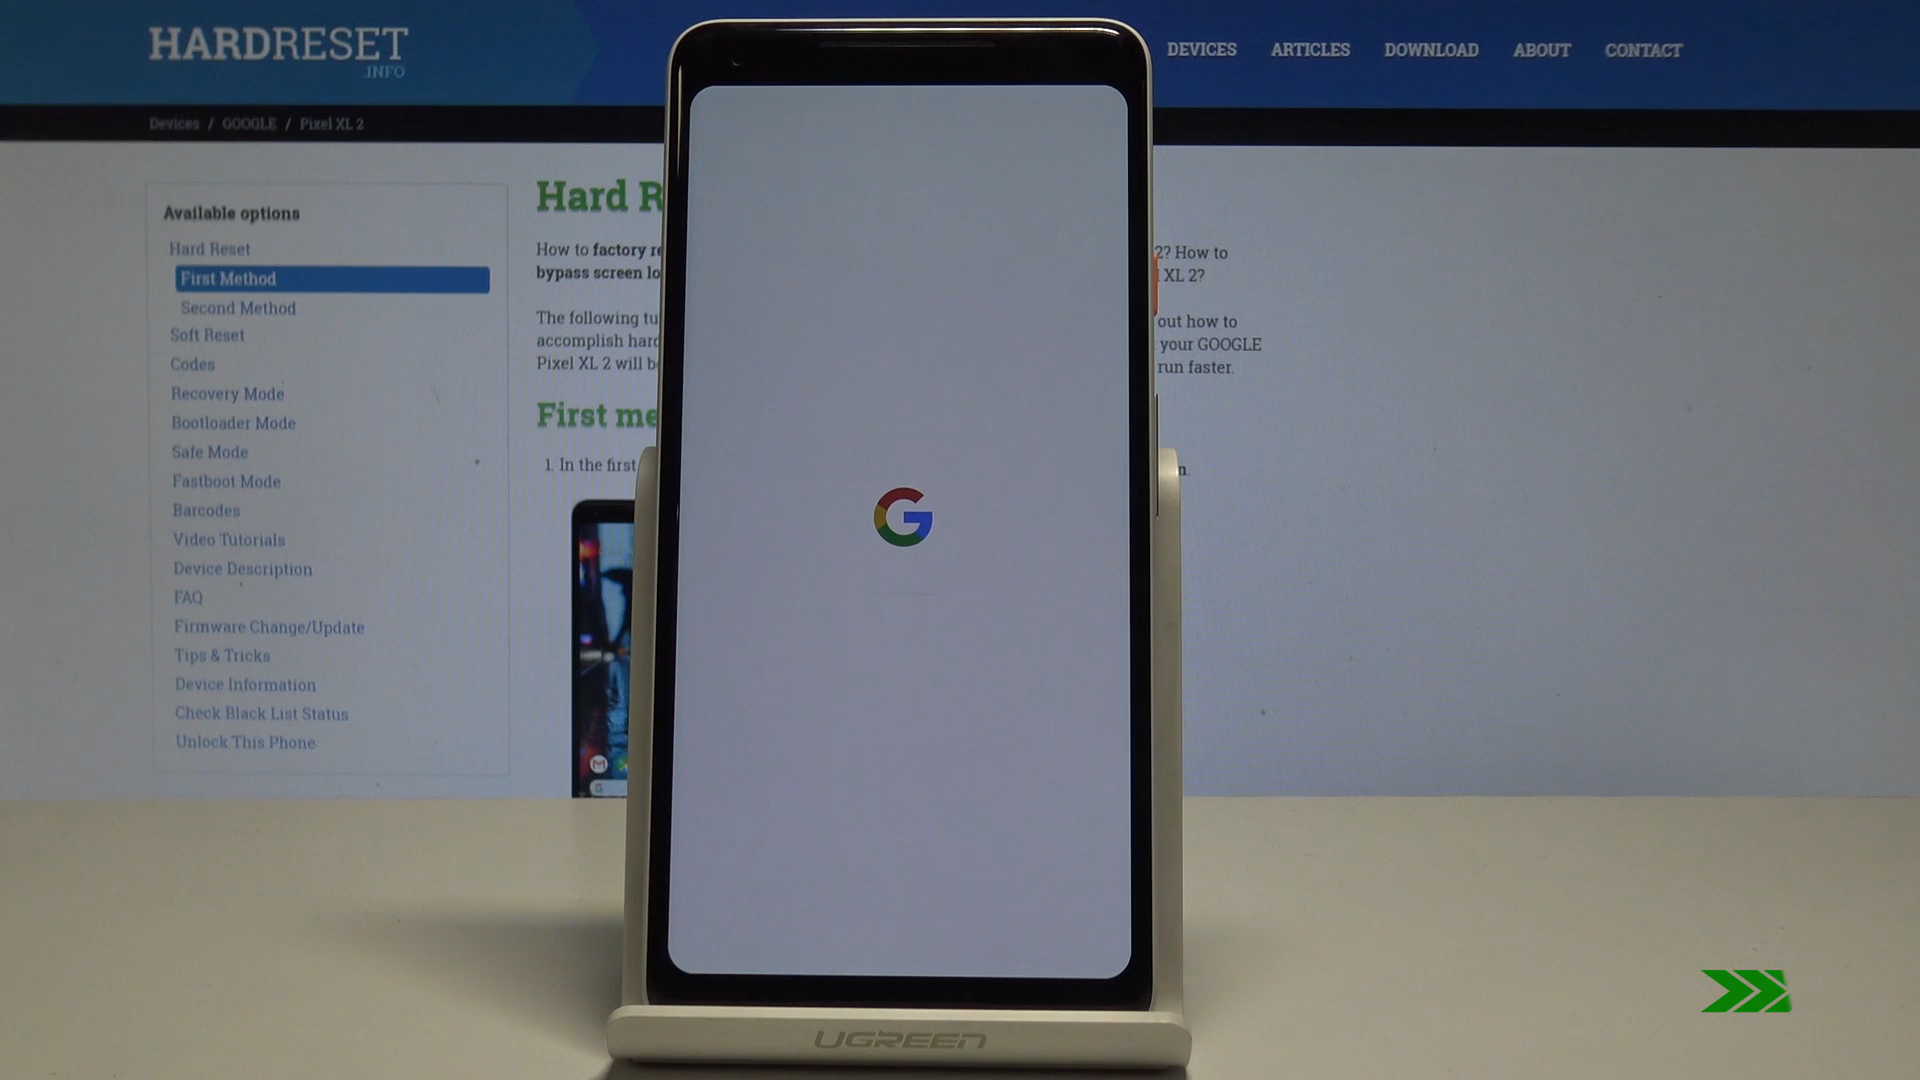 HARDRESET
.INFO
DEVICES
ARTICLES
DOWNLOAD
ABOUT
CONTACT
Devices / GOOGLE / Pixel XL 2
Available options
Hard Reset
First Method
Second Method
Soft Reset
Codes
Recovery Mode
Bootloader Mode
Safe Mode
Fastboot Mode
Barcodes
Video Tutorials
Device Description
FAQ
Firmware Change/Update
Tips & Tricks
Device Information
Check Black List Status
Unlock This Phone
Hard R
How to factory re 2? How to
bypass screen lo XL 2?
The following tu out how to
accomplish hard your GOOGLE
Pixel XL 2 will b run faster.
First me
1. In the first n.
G
UGREEN